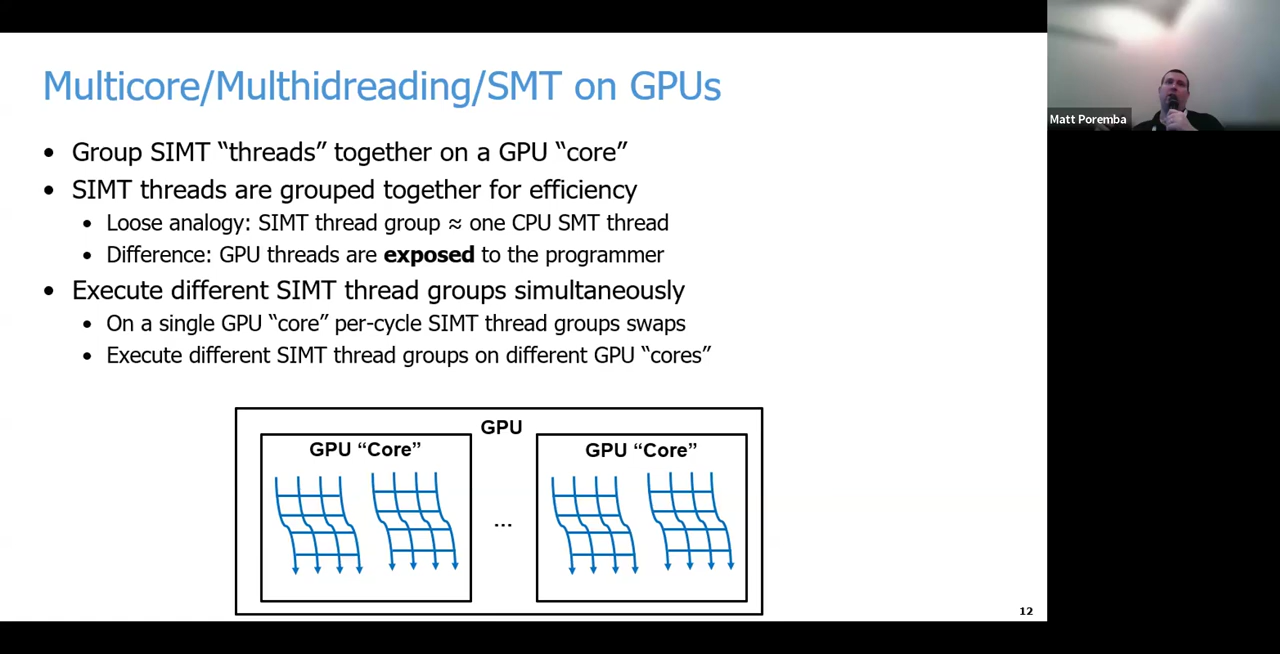 Multicore/Multhidreading/SMT on GPUs
• Group SIMT “threads” together on a GPU “core”
• SIMT threads are grouped together for efficiency
• Loose analogy: SIMT thread group ≈ one CPU SMT thread
• Difference: GPU threads are exposed to the programmer
• Execute different SIMT thread groups simultaneously
• On a single GPU “core” per-cycle SIMT thread groups swaps
• Execute different SIMT thread groups on different GPU “cores”
GPU
GPU “Core”
...
GPU “Core”
12
Matt Poremba